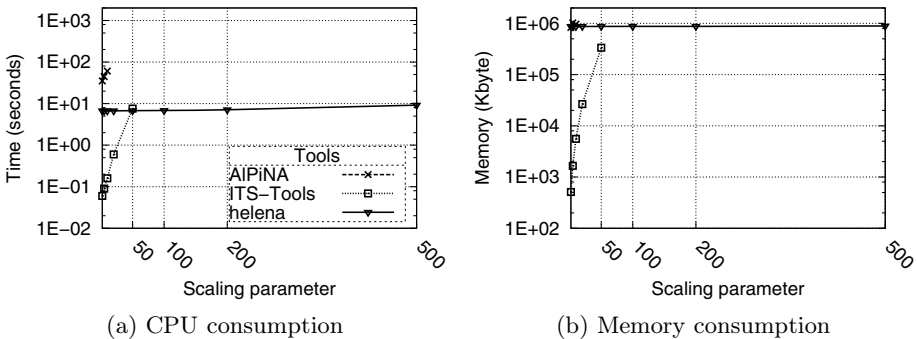 1E+03
1E+02
1E+01
1E+00
1E−01
1E−02
Time (seconds)
50
100
200
500
Scaling parameter
Tools
AlPiNA
ITS−Tools
helena
(a) CPU consumption
1E+06
1E+05
1E+04
1E+03
1E+02
Memory (Kbyte)
50
100
200
500
Scaling parameter
(b) Memory consumption